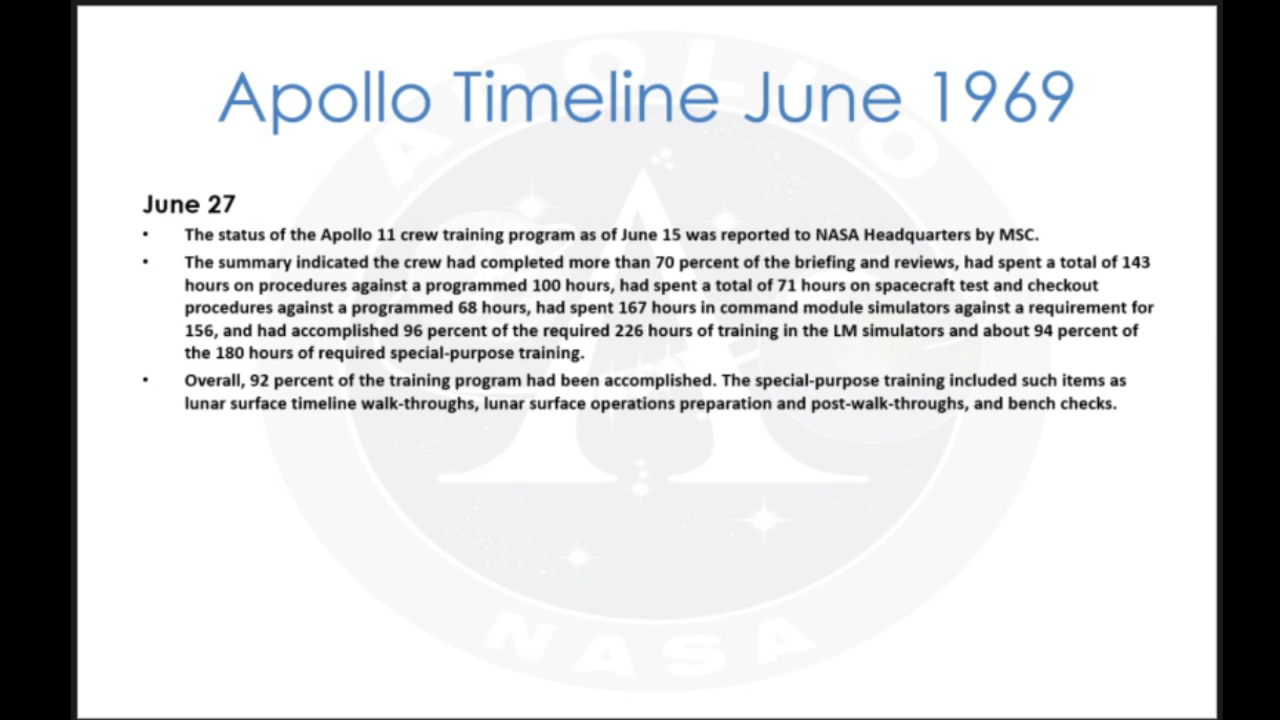 Apollo Timeline June 1969
June 27
• The status of the Apollo 11 crew training program as of June 15 was reported to NASA Headquarters by MSC.
• The summary indicated the crew had completed more than 70 percent of the briefing and reviews, had spent a total of 143
hours on procedures against a programmed 100 hours, had spent a total of 71 hours on spacecraft test and checkout
procedures against a programmed 68 hours, had spent 167 hours in command module simulators against a requirement for
156, and had accomplished 96 percent of the required 226 hours of training in the LM simulators and about 94 percent of
the 180 hours of required special-purpose training.
• Overall, 92 percent of the training program had been accomplished. The special-purpose training included such items as
lunar surface timeline walk-throughs, lunar surface operations preparation and post-walk-throughs, and bench checks.
APOLLO
A
NASA